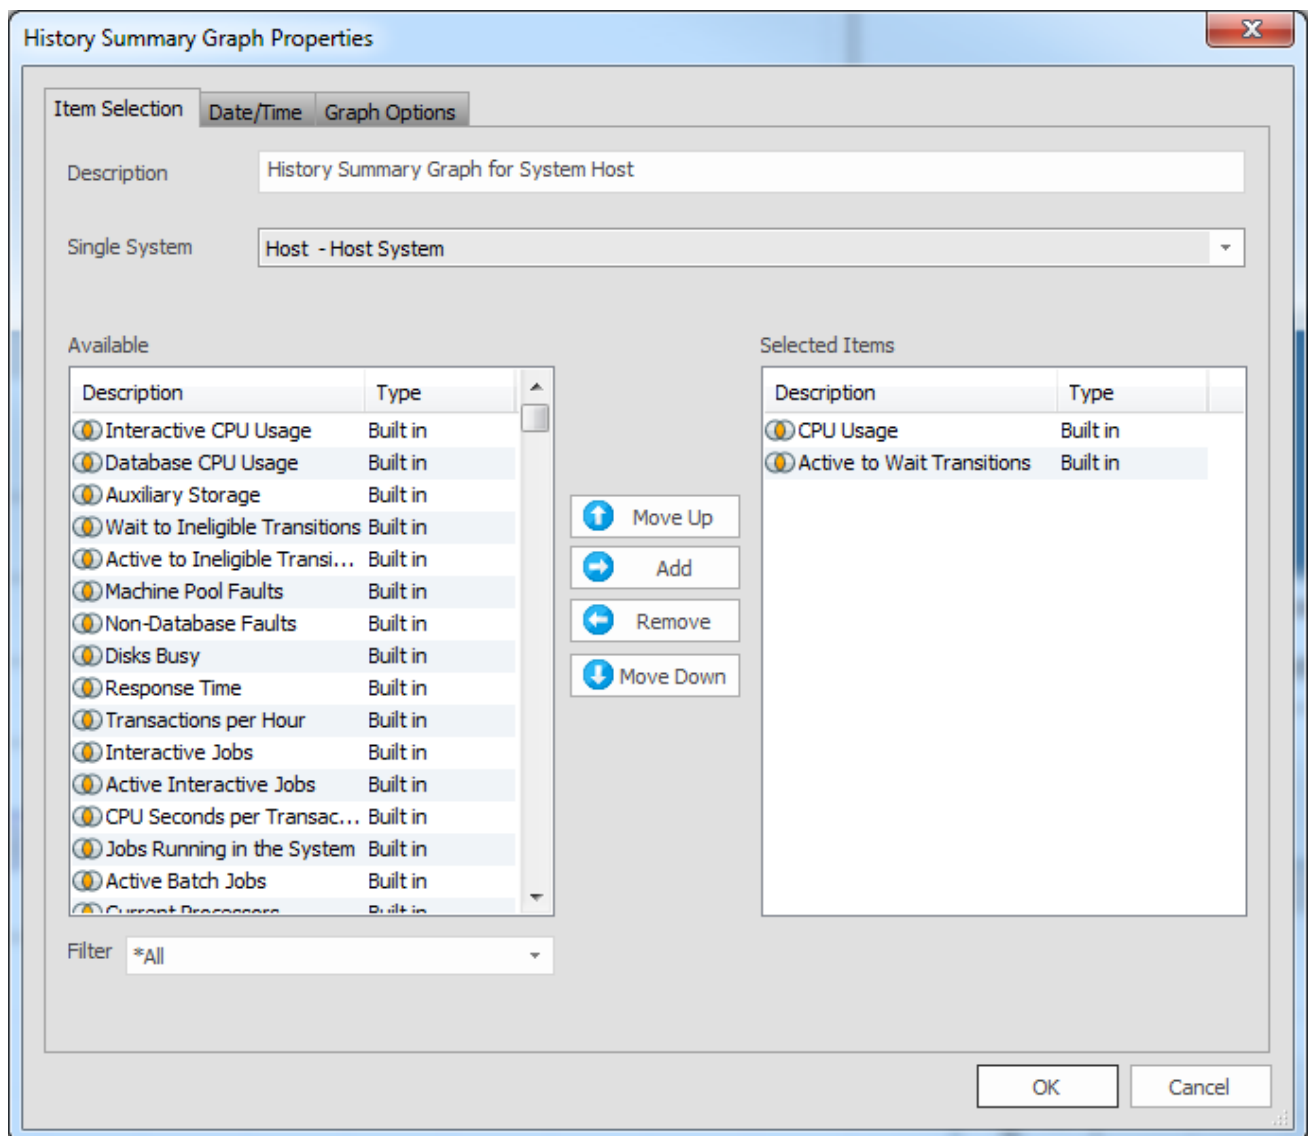 History Summary Graph Properties
Item Selection Date/Time Graph Options
Description History Summary Graph for System Host
Single System Host - Host System
Available Selected Items
Description Type Description Type
Interactive CPU Usage Built in CPU Usage Built in
Database CPU Usage Built in Active to Wait Transitions Built in
Auxiliary Storage Built in
Wait to Ineligible Transitions Built in
Move Up
Active to Ineligible Transi... Built in
Add
Machine Pool Faults Built in
Non-Database Faults Built in
Remove
Disks Busy Built in
Response Time Built in
Move Down
Transactions per Hour Built in
Interactive Jobs Built in
Active Interactive Jobs Built in
CPU Seconds per Transac... Built in
Jobs Running in the System Built in
Active Batch Jobs Built in
Current Processors Built in
Filter *All
OK Cancel